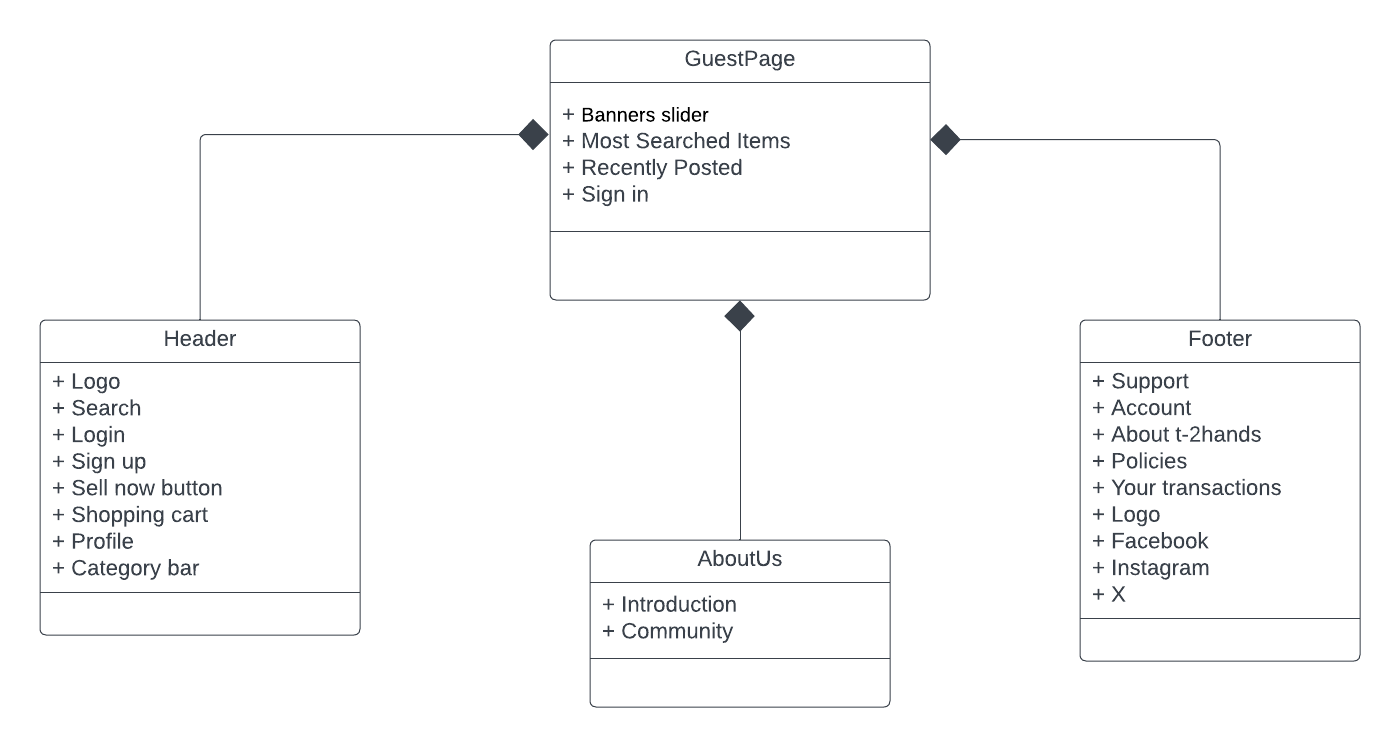 GuestPage
+ Banners slider
+ Most Searched Items
+ Recently Posted
+ Sign in
Header
+ Logo
+ Search
+ Login
+ Sign up
+ Sell now button
+ Shopping cart
+ Profile
+ Category bar
AboutUs
+ Introduction
+ Community
Footer
+ Support
+ Account
+ About t-2hands
+ Policies
+ Your transactions
+ Logo
+ Facebook
+ Instagram
+ X